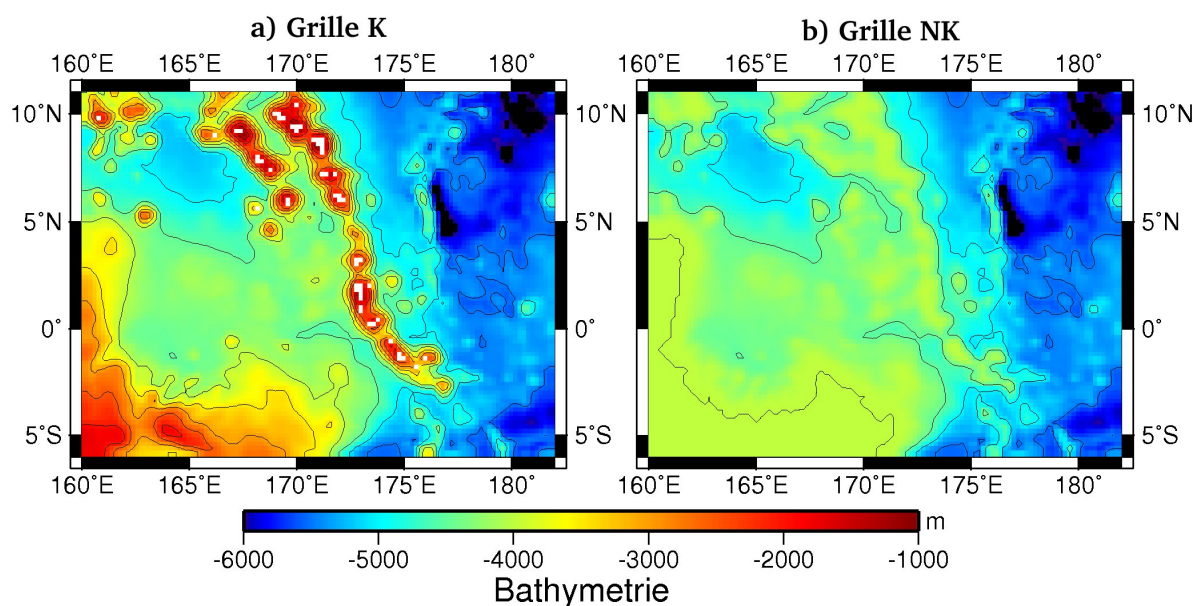 a) Grille K
b) Grille NK
160˚E 165˚E 170˚E 175˚E 180˚
160˚E 165˚E 170˚E 175˚E 180˚
10˚N 10˚N
5˚N 5˚N
0˚ 0˚
5˚S 5˚S
160˚E 165˚E 170˚E 175˚E 180˚
160˚E 165˚E 170˚E 175˚E 180˚
m
-6000 -5000 -4000 -3000 -2000 -1000
Bathymetrie